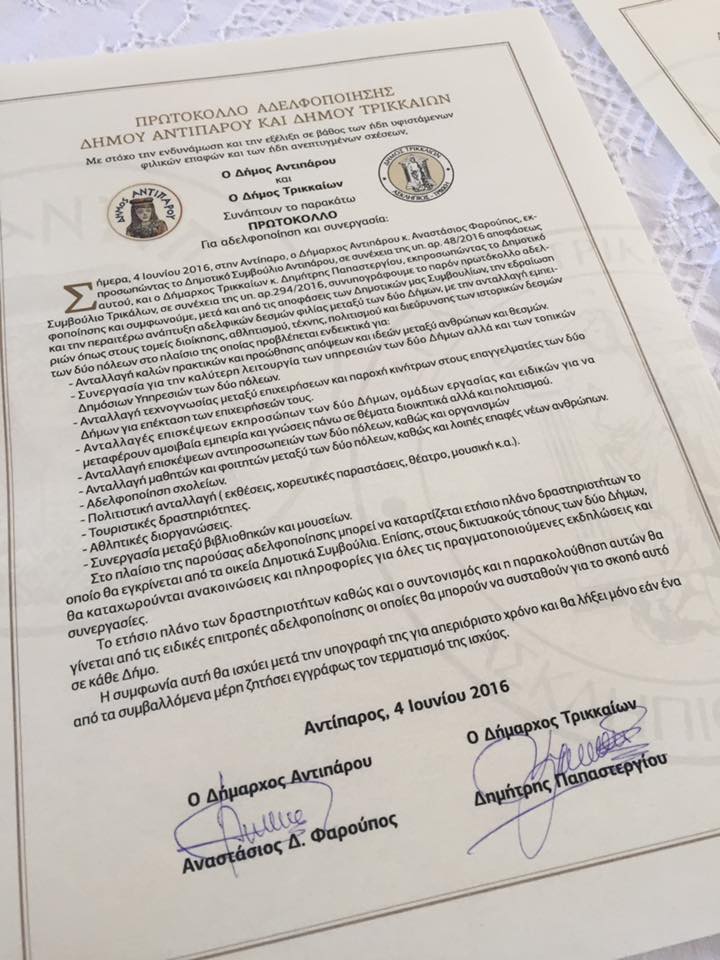 ΠΡΩΤΟΚΟΛΛΟ ΑΔΕΛΦΟΠΟΙΗΣΗΣ
ΔΗΜΟΥ ΑΝΤΙΠΑΡΟΥ ΚΑΙ ΔΗΜΟΥ ΤΡΙΚΚΑΙΩΝ
Με στόχο την ενδυνάμωση και την εξέλιξη σε βάθος των ήδη υφιστάμενων
φιλικών επαφών και των ήδη ανεπτυγμένων σχέσεων.
Ο Δήμος Αντιπάρου
και
Ο Δήμος Τρικκαίων
Συνάπτουν το παρακάτω
ΠΡΩΤΟΚΟΛΛΟ
Για αδελφοποίηση και συνεργασία:
ΔΗΜΟΣ ΑΝΤΙΠΑΡΟΥ
ΔΗΜΟΣ ΤΡΙΚΚΑΙΩΝ
ΑΣΚΛΗΠΙΟΣ - ΤΡΙΚΚΗ
Σήμερα, 4 Ιουνίου 2016, στην Αντίπαρο, ο Δήμαρχος Αντιπάρου κ. Αναστάσιος Φαρούπος, εκ-
προσωπώντας το Δημοτικό Συμβούλιο Αντιπάρου, σε συνέχεια της υπ. αρ. 48/2016 αποφάσεως
αυτού, και ο Δήμαρχος Τρικκαίων κ. Δημήτρης Παπαστεργίου, εκπροσωπώντας το Δημοτικό
Συμβούλιο Τρικάλων, σε συνέχεια της υπ. αρ.294/2016, συνυπογράφουμε το παρόν πρωτόκολλο αδελ-
φοποίησης και συμφωνούμε, μετά και από τις αποφάσεις των Δημοτικών μας Συμβουλίων, την εδραίωση
και την περαιτέρω ανάπτυξη αδελφικών δεσμών φιλίας μεταξύ των δύο Δήμων, με την ανταλλαγή εμπει-
ριών όπως στους τομείς διοίκησης, αθλητισμού, τέχνης, πολιτισμού και διεύρυνσης των ιστορικών δεσμών
των δύο πόλεων στο πλαίσιο της οποίας προβλέπεται ενδεικτικά για:
- Ανταλλαγή καλών πρακτικών και προώθησης απόψεων και ιδεών μεταξύ ανθρώπων και θεσμών.
- Συνεργασία για την καλύτερη λειτουργία των υπηρεσιών των δύο Δήμων αλλά και των τοπικών
Δημόσιων Υπηρεσιών των δύο πόλεων.
- Ανταλλαγή τεχνογνωσίας μεταξύ επιχειρήσεων και παροχή κινήτρων στους επαγγελματίες των δύο
Δήμων για επέκταση των επιχειρήσεών τους.
- Ανταλλαγές επισκέψεων εκπροσώπων των δύο Δήμων, ομάδων εργασίας και ειδικών για να
μεταφέρουν αμοιβαία εμπειρία και γνώσεις πάνω σε θέματα διοικητικά αλλά και πολιτισμού.
- Ανταλλαγή επισκέψεων αντιπροσωπειών των δύο πόλεων, καθώς και οργανισμών
- Ανταλλαγή μαθητών και φοιτητών μεταξύ των δύο πόλεων, καθώς και λοιπές επαφές νέων ανθρώπων.
- Αδελφοποίηση σχολείων.
- Πολιτιστική ανταλλαγή ( εκθέσεις, χορευτικές παραστάσεις, θέατρο, μουσική κ.α.).
- Τουριστικές δραστηριότητες.
- Αθλητικές διοργανώσεις.
- Συνεργασία μεταξύ βιβλιοθηκών και μουσείων.
Στο πλαίσιο της παρούσας αδελφοποίησης μπορεί να καταρτίζεται ετήσιο πλάνο δραστηριοτήτων το
οποίο θα εγκρίνεται από τα οικεία Δημοτικά Συμβούλια. Επίσης, στους δικτυακούς τόπους των δύο Δήμων,
θα καταχωρούνται ανακοινώσεις και πληροφορίες για όλες τις πραγματοποιούμενες εκδηλώσεις και
συνεργασίες.
Το ετήσιο πλάνο των δραστηριοτήτων καθώς και ο συντονισμός και η παρακολούθηση αυτών θα
γίνεται από τις ειδικές επιτροπές αδελφοποίησης οι οποίες θα μπορούν να συσταθούν για το σκοπό αυτό
σε κάθε Δήμο.
Η συμφωνία αυτή θα ισχύει μετά την υπογραφή της για απεριόριστο χρόνο και θα λήξει μόνο εάν ένα
από τα συμβαλλόμενα μέρη ζητήσει εγγράφως τον τερματισμό της ισχύος.
Αντίπαρος, 4 Ιουνίου 2016
Ο Δήμαρχος Αντιπάρου
Αναστάσιος Δ. Φαρούπος
Ο Δήμαρχος Τρικκαίων
Δημήτρης Παπαστεργίου